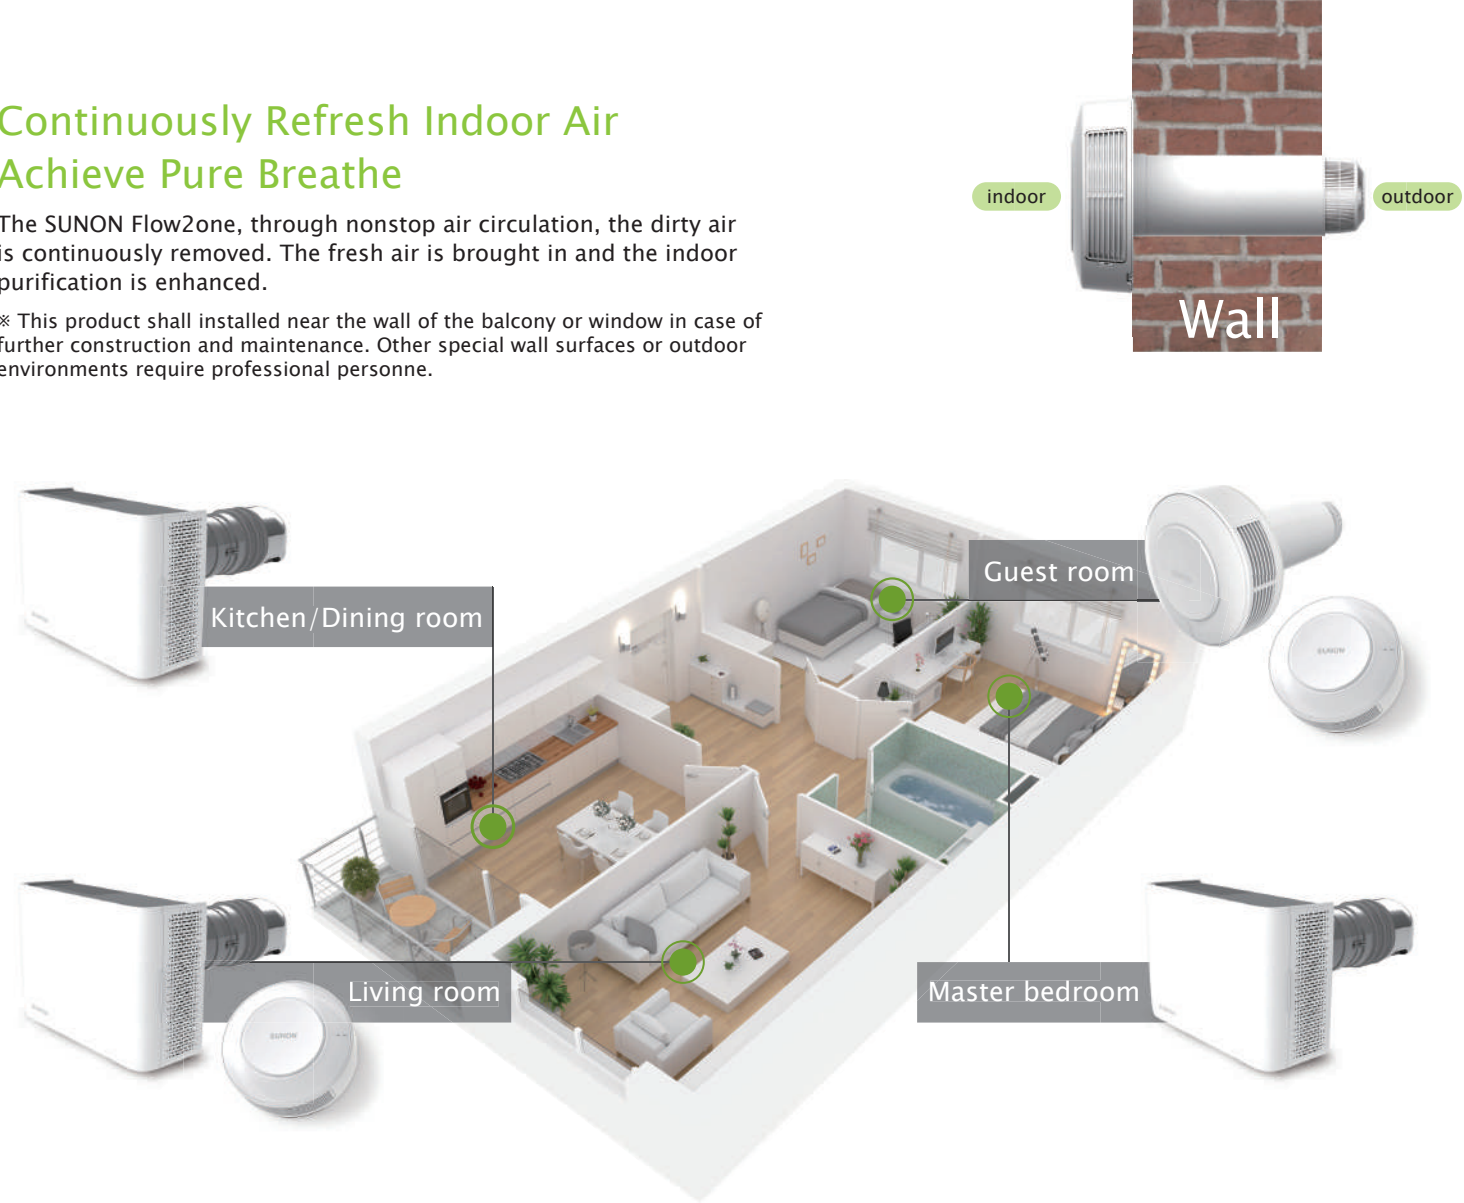 Continuously Refresh Indoor Air
Achieve Pure Breathe
The SUNON Flow2one, through nonstop air circulation, the dirty air
is continuously removed. The fresh air is brought in and the indoor
purification is enhanced.
※ This product shall installed near the wall of the balcony or window in case of
further construction and maintenance. Other special wall surfaces or outdoor
environments require professional personne.
indoor
outdoor
Wall
Guest room
Kitchen/Dining room
SUNON
Living room
Master bedroom
SUNON